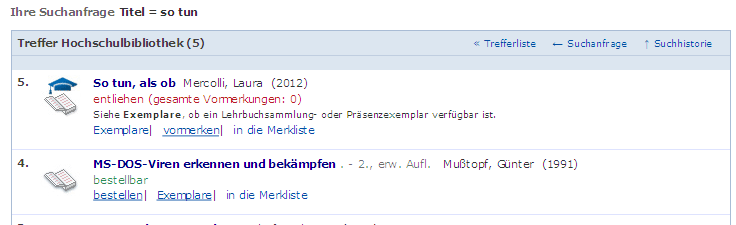 Ihre Suchanfrage Titel = so tun
Treffer Hochschulbibliothek (5) « Trefferliste ← Suchanfrage ↑ Suchhistorie
5. So tun, als ob Mercolli, Laura (2012)
entliehen (gesamte Vormerkungen: 0)
Siehe Exemplare, ob ein Lehrbuchsammlung- oder Präsenzexemplar verfügbar ist.
Exemplare| vormerken| in die Merkliste
4. MS-DOS-Viren erkennen und bekämpfen . - 2., erw. Aufl. Mußtopf, Günter (1991)
bestellbar
bestellen| Exemplare| in die Merkliste